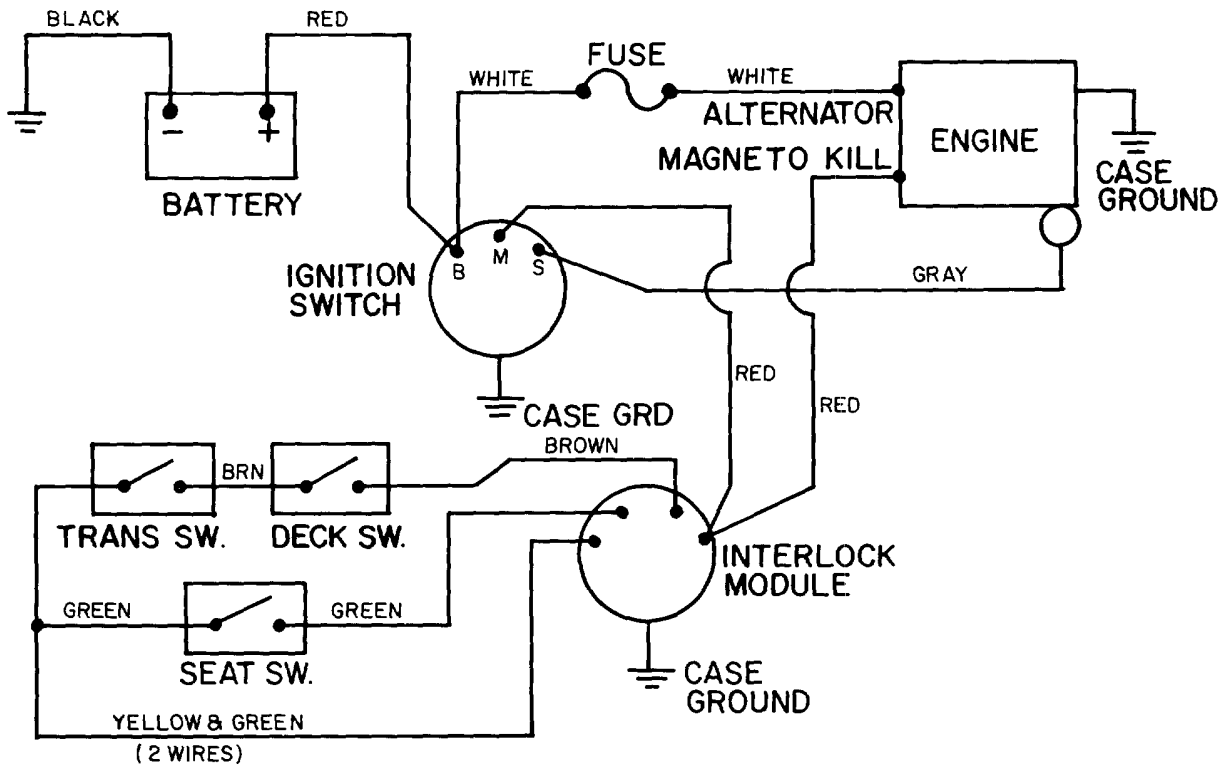 BLACK
RED
FUSE
WHITE
WHITE
ALTERNATOR
ENGINE
MAGNETO KILL
CASE
GROUND
−
+
BATTERY
IGNITION
SWITCH
B
M
S
GRAY
RED
RED
CASE GRD
BROWN
BRN
TRANS SW.
DECK SW.
INTERLOCK
MODULE
GREEN
GREEN
SEAT SW.
CASE
GROUND
YELLOW & GREEN
(2 WIRES)